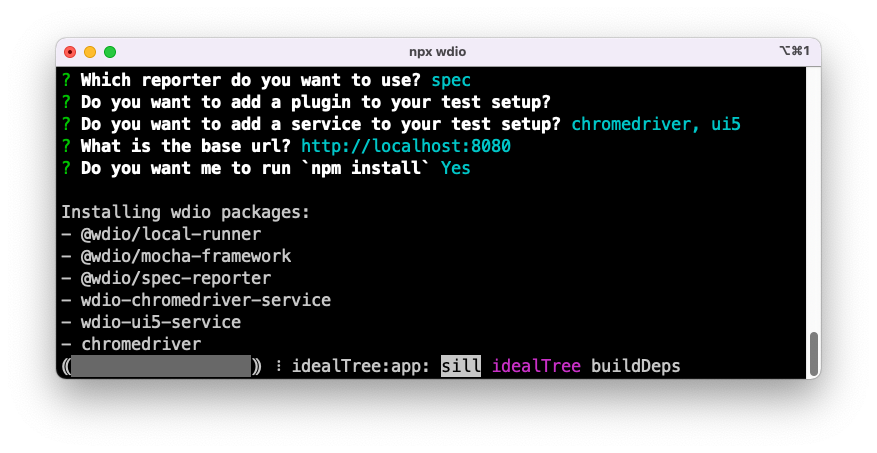 npx wdio
⌥⌘1
? Which reporter do you want to use? spec
? Do you want to add a plugin to your test setup?
? Do you want to add a service to your test setup? chromedriver, ui5
? What is the base url? http://localhost:8080
? Do you want me to run `npm install` Yes
Installing wdio packages:
- @wdio/local-runner
- @wdio/mocha-framework
- @wdio/spec-reporter
- wdio-chromedriver-service
- wdio-ui5-service
- chromedriver
⸨                  ⸩ ⠸ idealTree:app: sill idealTree buildDeps